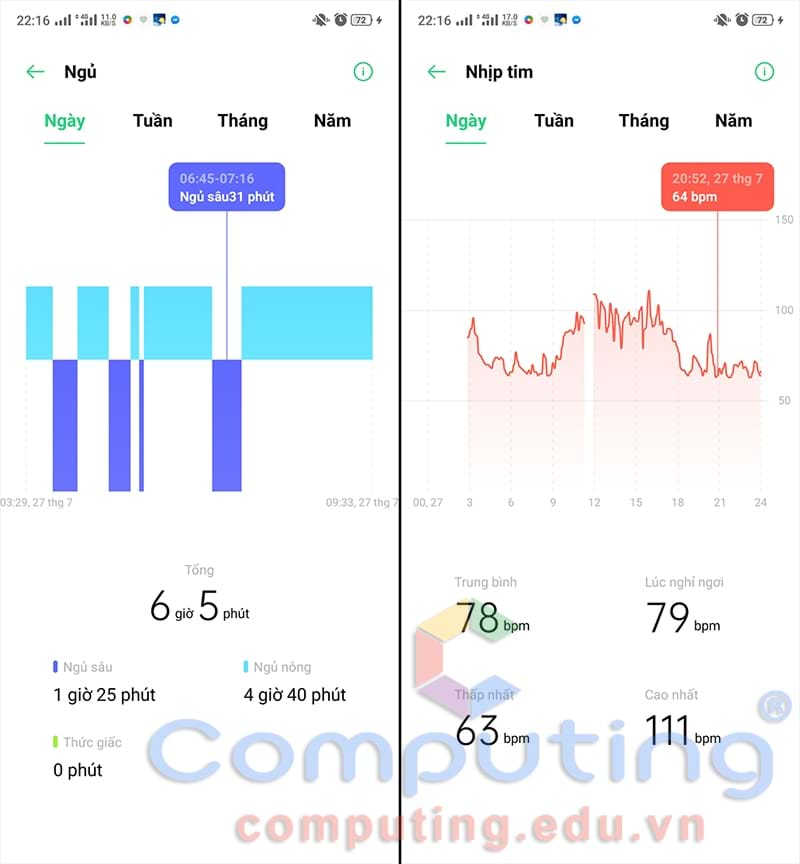 22:16 4G 11.0 KB/S 72
Ngủ
Ngày Tuần Tháng Năm
06:45-07:16
Ngủ sâu31 phút
03:29, 27 thg 7 09:33, 27 thg 7
Tổng
6 giờ 5 phút
Ngủ sâu Ngủ nông
1 giờ 25 phút 4 giờ 40 phút
Thức giấc
0 phút
22:16 4G 17.0 KB/S 72
Nhịp tim
Ngày Tuần Tháng Năm
20:52, 27 thg 7
64 bpm
150
100
50
00, 27 3 6 9 12 15 18 21 24
Trung bình Lúc nghỉ ngơi
78 bpm 79 bpm
Thấp nhất Cao nhất
63 bpm 111 bpm
Computing ®
computing.edu.vn